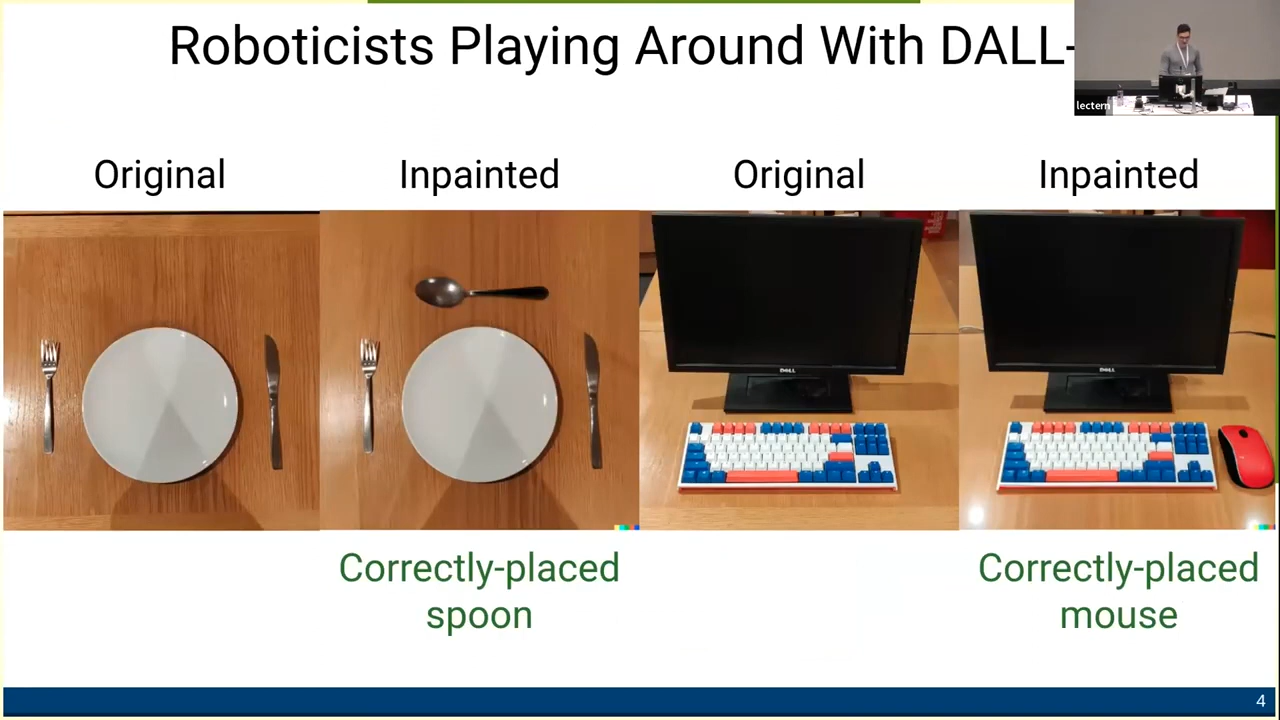 Roboticists Playing Around With DALL-
lectern
Original
Inpainted
Original
Inpainted
DELL
DELL
Correctly-placed
spoon
Correctly-placed
mouse
4